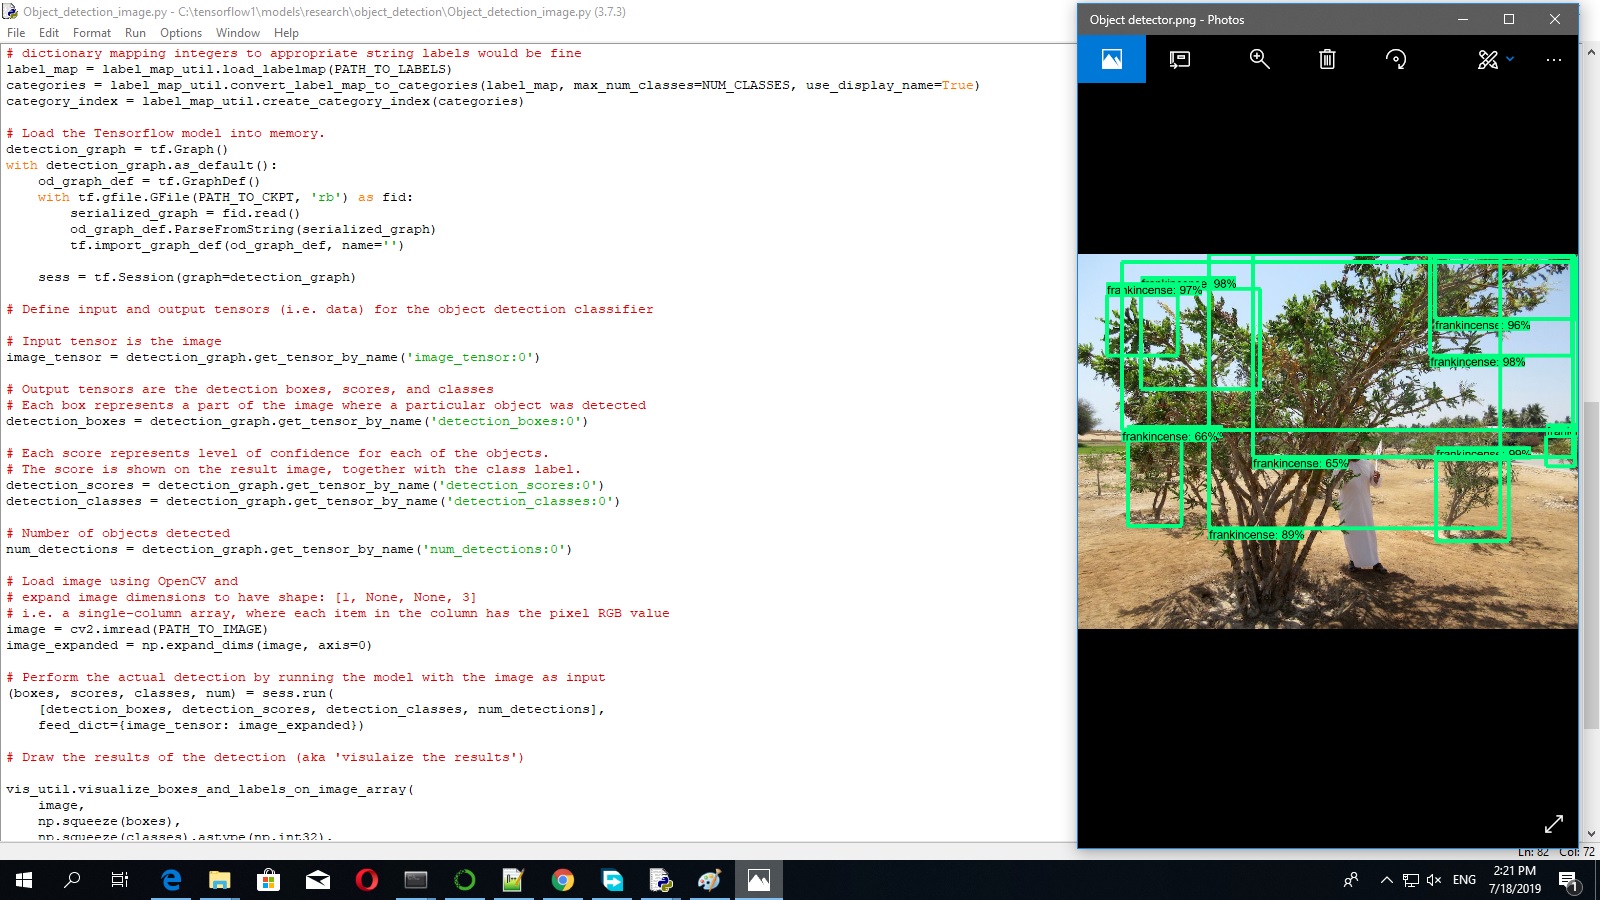 Object_detection_image.py - C:\tensorflow1\models\research\object_detection\Object_detection_image.py (3.7.3)
File Edit Format Run Options Window Help
# dictionary mapping integers to appropriate string labels would be fine
label_map = label_map_util.load_labelmap(PATH_TO_LABELS)
categories = label_map_util.convert_label_map_to_categories(label_map, max_num_classes=NUM_CLASSES, use_display_name=True)
category_index = label_map_util.create_category_index(categories)
# Load the Tensorflow model into memory.
detection_graph = tf.Graph()
with detection_graph.as_default():
    od_graph_def = tf.GraphDef()
    with tf.gfile.GFile(PATH_TO_CKPT, 'rb') as fid:
        serialized_graph = fid.read()
        od_graph_def.ParseFromString(serialized_graph)
        tf.import_graph_def(od_graph_def, name='')
    sess = tf.Session(graph=detection_graph)
# Define input and output tensors (i.e. data) for the object detection classifier
# Input tensor is the image
image_tensor = detection_graph.get_tensor_by_name('image_tensor:0')
# Output tensors are the detection boxes, scores, and classes
# Each box represents a part of the image where a particular object was detected
detection_boxes = detection_graph.get_tensor_by_name('detection_boxes:0')
# Each score represents level of confidence for each of the objects.
# The score is shown on the result image, together with the class label.
detection_scores = detection_graph.get_tensor_by_name('detection_scores:0')
detection_classes = detection_graph.get_tensor_by_name('detection_classes:0')
# Number of objects detected
num_detections = detection_graph.get_tensor_by_name('num_detections:0')
# Load image using OpenCV and
# expand image dimensions to have shape: [1, None, None, 3]
# i.e. a single-column array, where each item in the column has the pixel RGB value
image = cv2.imread(PATH_TO_IMAGE)
image_expanded = np.expand_dims(image, axis=0)
# Perform the actual detection by running the model with the image as input
(boxes, scores, classes, num) = sess.run(
    [detection_boxes, detection_scores, detection_classes, num_detections],
    feed_dict={image_tensor: image_expanded})
# Draw the results of the detection (aka 'visulaize the results')
vis_util.visualize_boxes_and_labels_on_image_array(
    image,
    np.squeeze(boxes),
    np.squeeze(classes).astype(np.int32),
Object detector.png - Photos
98%
frankincense: 97%
frankincense: 96%
frankincense: 98%
frankincense: 66%
frankincense: 99%
frankincense: 65%
frankincense: 89%
Ln: 82 Col: 72
ENG
2:21 PM
7/18/2019
1